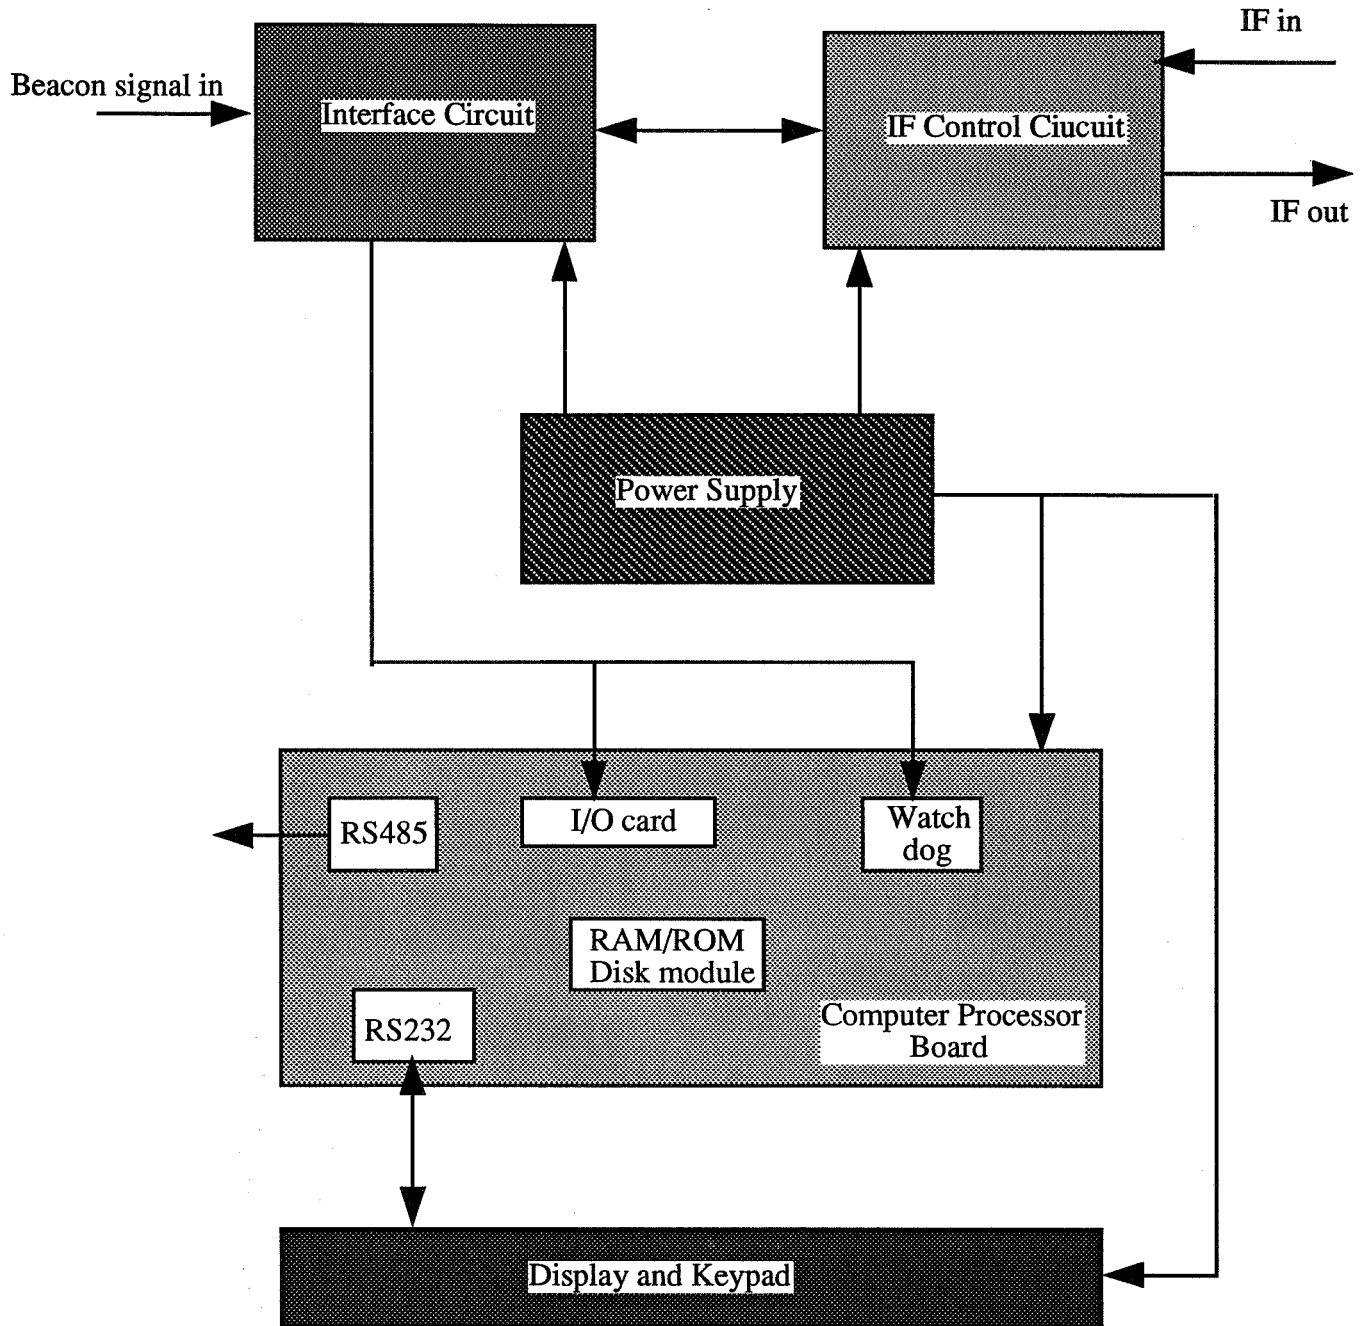 IF in
Beacon signal in
Interface Circuit
IF Control Ciucuit
IF out
Power Supply
RS485
I/O card
Watch
dog
RAM/ROM
Disk module
RS232
Computer Processor
Board
Display and Keypad